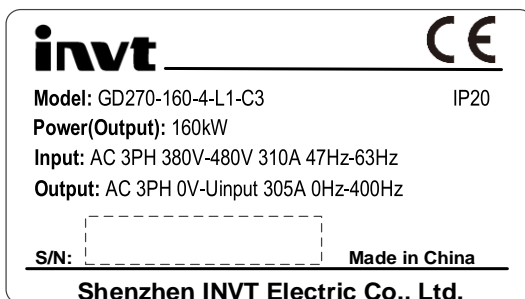 invt CE
Model: GD270-160-4-L1-C3 IP20
Power(Output): 160kW
Input: AC 3PH 380V-480V 310A 47Hz-63Hz
Output: AC 3PH 0V-Uinput 305A 0Hz-400Hz
S/N: Made in China
Shenzhen INVT Electric Co., Ltd.